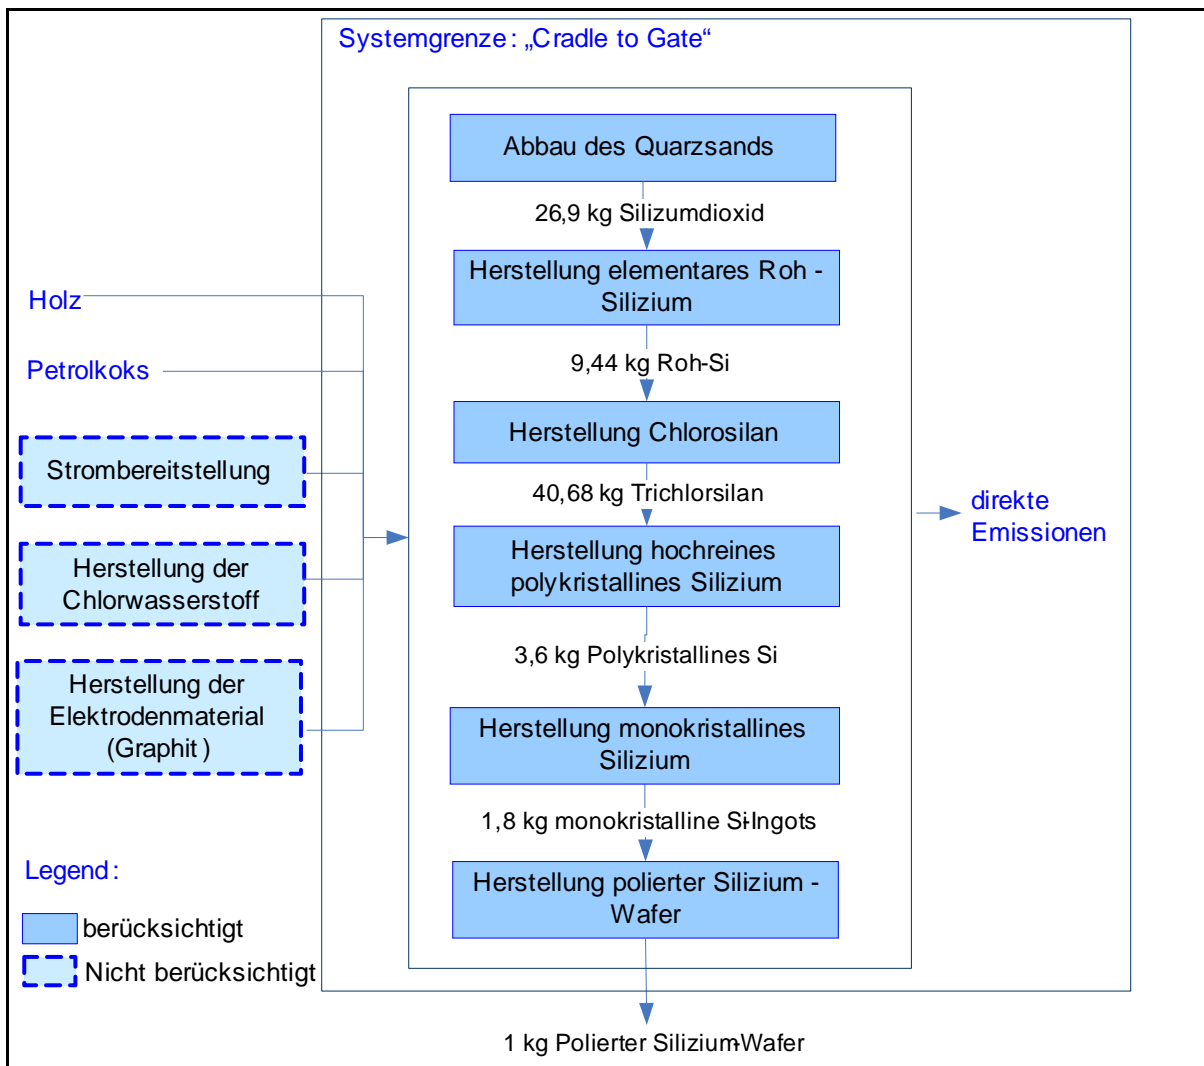 Systemgrenze: „Cradle to Gate“
Abbau des Quarzsands
26,9 kg Silizumdioxid
Herstellung elementares Roh -
Silizium
9,44 kg Roh-Si
Herstellung Chlorosilan
40,68 kg Trichlorsilan
Herstellung hochreines
polykristallines Silizium
3,6 kg Polykristallines Si
Herstellung monokristallines
Silizium
1,8 kg monokristalline Si-Ingots
Herstellung polierter Silizium -
Wafer
1 kg Polierter Silizium-Wafer
Holz
Petrolkoks
Strombereitstellung
Herstellung der
Chlorwasserstoff
Herstellung der
Elektrodenmaterial
(Graphit)
direkte
Emissionen
Legend:
berücksichtigt
Nicht berücksichtigt